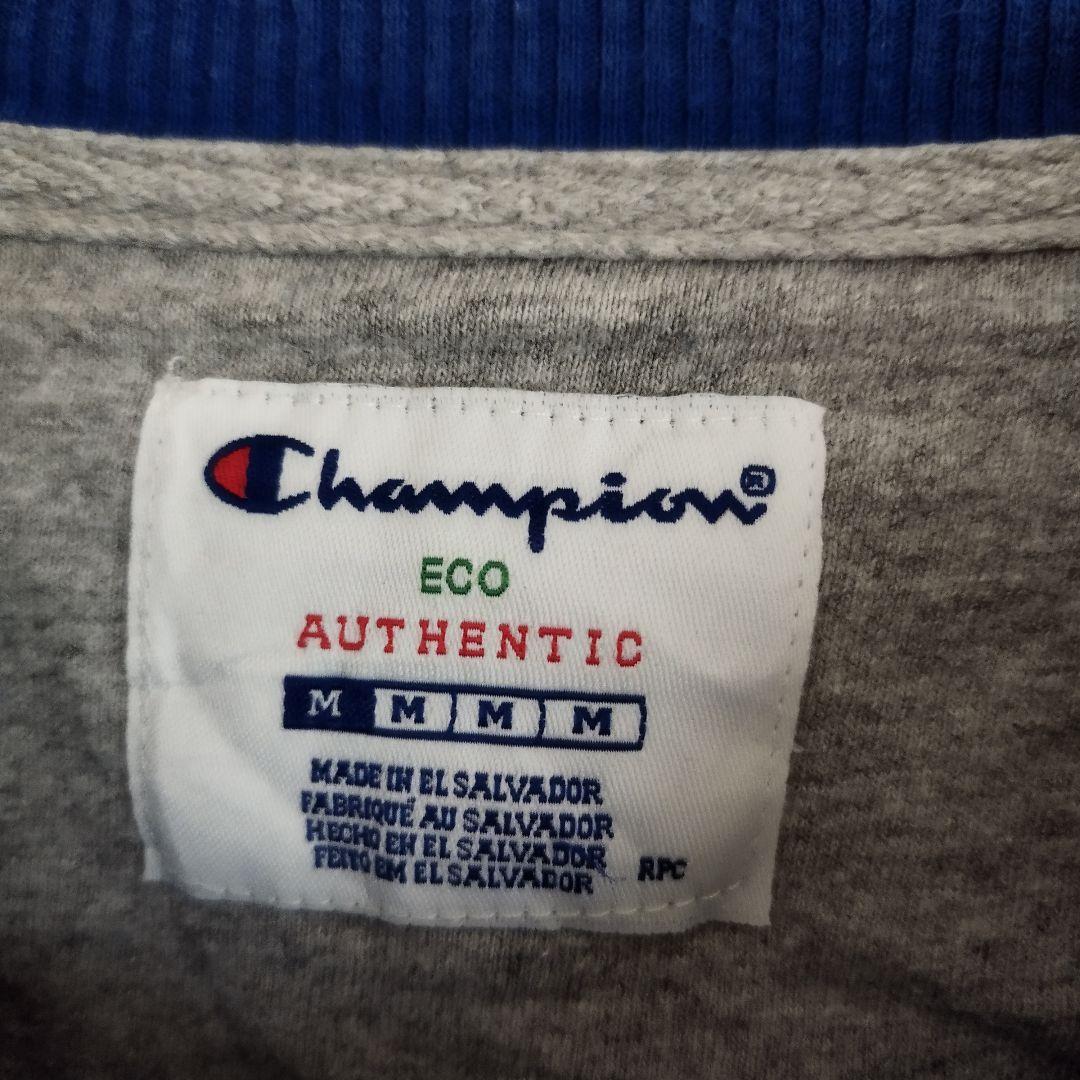 Champion®
ECO
AUTHENTIC
M M M M
MADE IN EL SALVADOR
FABRIQUÉ AU SALVADOR
HECHO EN EL SALVADOR
FEITO EM EL SALVADOR RPC